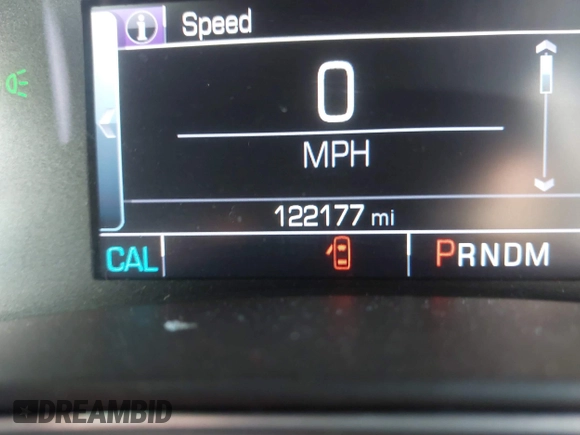 Speed
0
MPH
122177 mi
CAL
PRNDM
DREAMBID